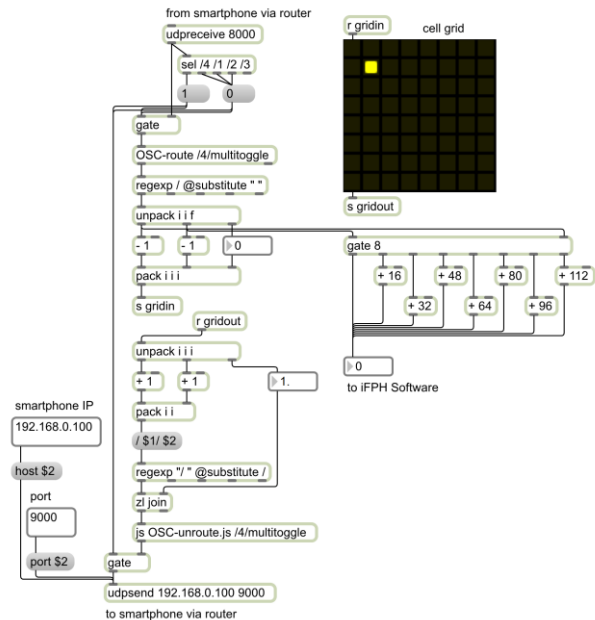 from smartphone via router
udpreceive 8000
sel /4 /1 /2 /3
1
0
gate
OSC-route /4/multitoggle
regexp / @substitute " "
unpack i i f
- 1
- 1
0
pack i i i
s gridin
r gridin
cell grid
s gridout
gate 8
+ 16
+ 48
+ 80
+ 112
+ 32
+ 64
+ 96
0
to iFPH Software
r gridout
unpack i i i
+ 1
+ 1
1.
pack i i
/ $1/ $2
regexp "/ " @substitute /
zl join
js OSC-unroute.js /4/multitoggle
smartphone IP
192.168.0.100
host $2
port
9000
port $2
gate
udpsend 192.168.0.100 9000
to smartphone via router